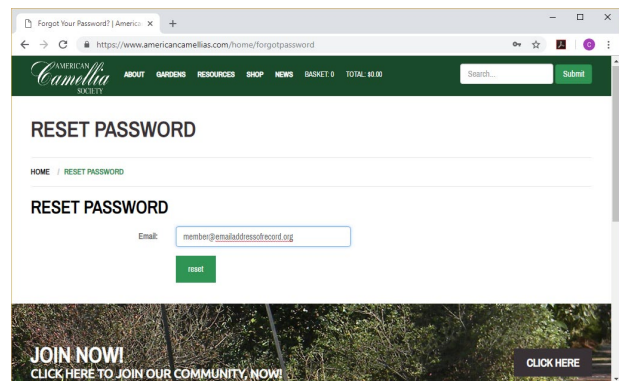 Forgot Your Password? | America
https://www.americancamellias.com/home/forgotpassword
C
AMERICAN
Camellia
SOCIETY
ABOUT GARDENS RESOURCES SHOP NEWS BASKET: 0 TOTAL: $0.00
Search...
Submit
RESET PASSWORD
HOME / RESET PASSWORD
RESET PASSWORD
Email: member@emailaddressofrecord.org
reset
JOIN NOW!
CLICK HERE TO JOIN OUR COMMUNITY, NOW!
CLICK HERE